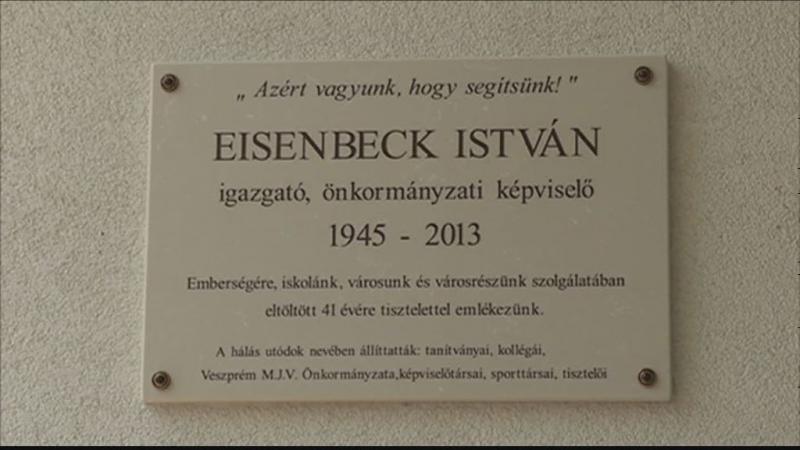 „ Azért vagyunk, hogy segítsünk! "
EISENBECK ISTVÁN
igazgató, önkormányzati képviselő
1945 - 2013
Emberségére, iskolánk, városunk és városrészünk szolgálatában
eltöltött 41 évére tisztelettel emlékezünk.
A hálás utódok nevében állíttatták: tanítványai, kollégái,
Veszprém M.J.V. Önkormányzata,képviselőtársai, sporttársai, tisztelői